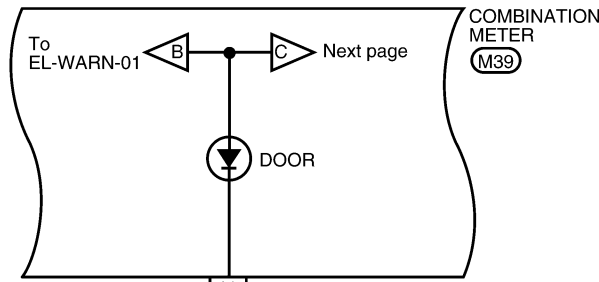 To
EL-WARN-01
B
C
Next page
COMBINATION
METER
M39
DOOR